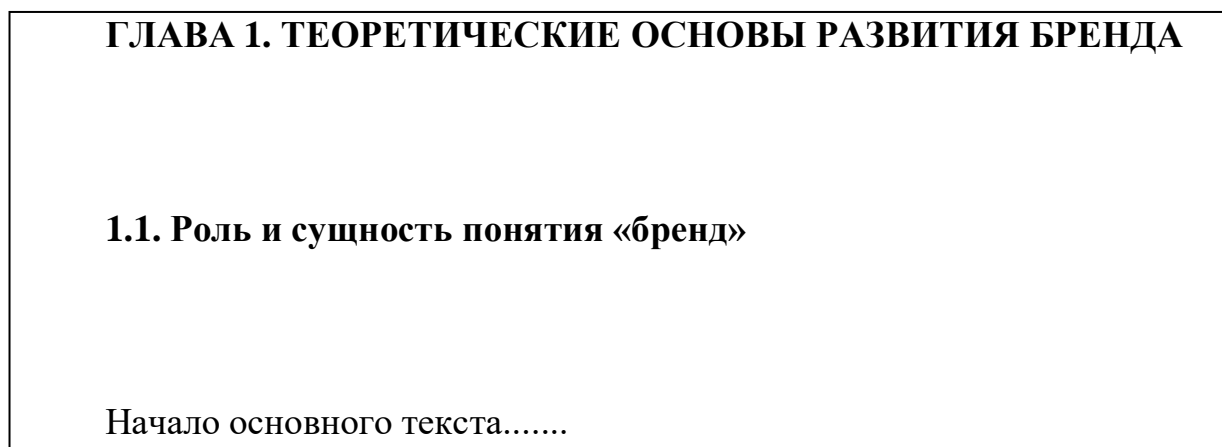 ГЛАВА 1. ТЕОРЕТИЧЕСКИЕ ОСНОВЫ РАЗВИТИЯ БРЕНДА
1.1. Роль и сущность понятия «бренд»
Начало основного текста.......